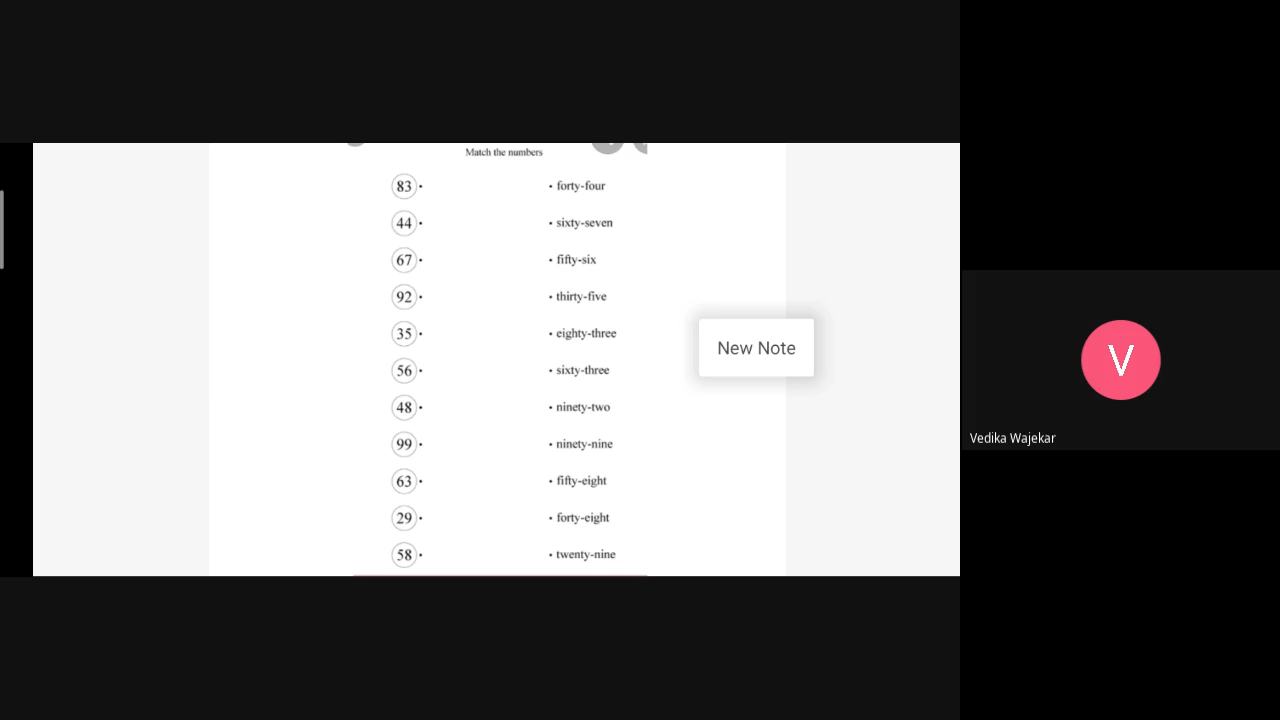 Match the numbers
83 • • forty-four
44 • • sixty-seven
67 • • fifty-six
92 • • thirty-five
35 • • eighty-three
New Note
56 • • sixty-three
48 • • ninety-two
99 • • ninety-nine
63 • • fifty-eight
29 • • forty-eight
58 • • twenty-nine
V
Vedika Wajekar